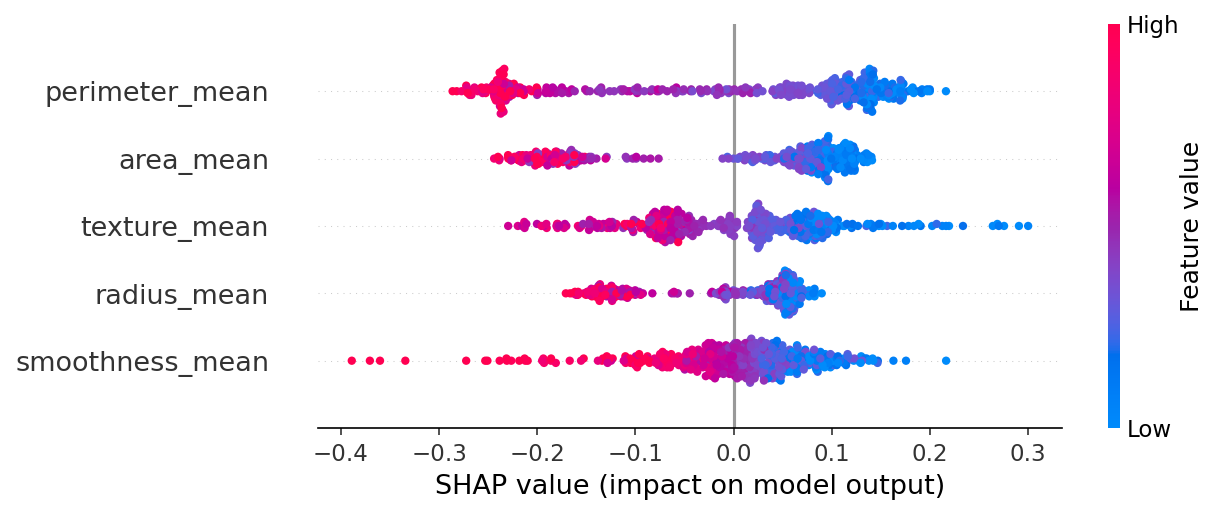 High
perimeter_mean
area_mean
texture_mean
radius_mean
smoothness_mean
Feature value
Low
−0.4 −0.3 −0.2 −0.1 0.0 0.1 0.2 0.3
SHAP value (impact on model output)